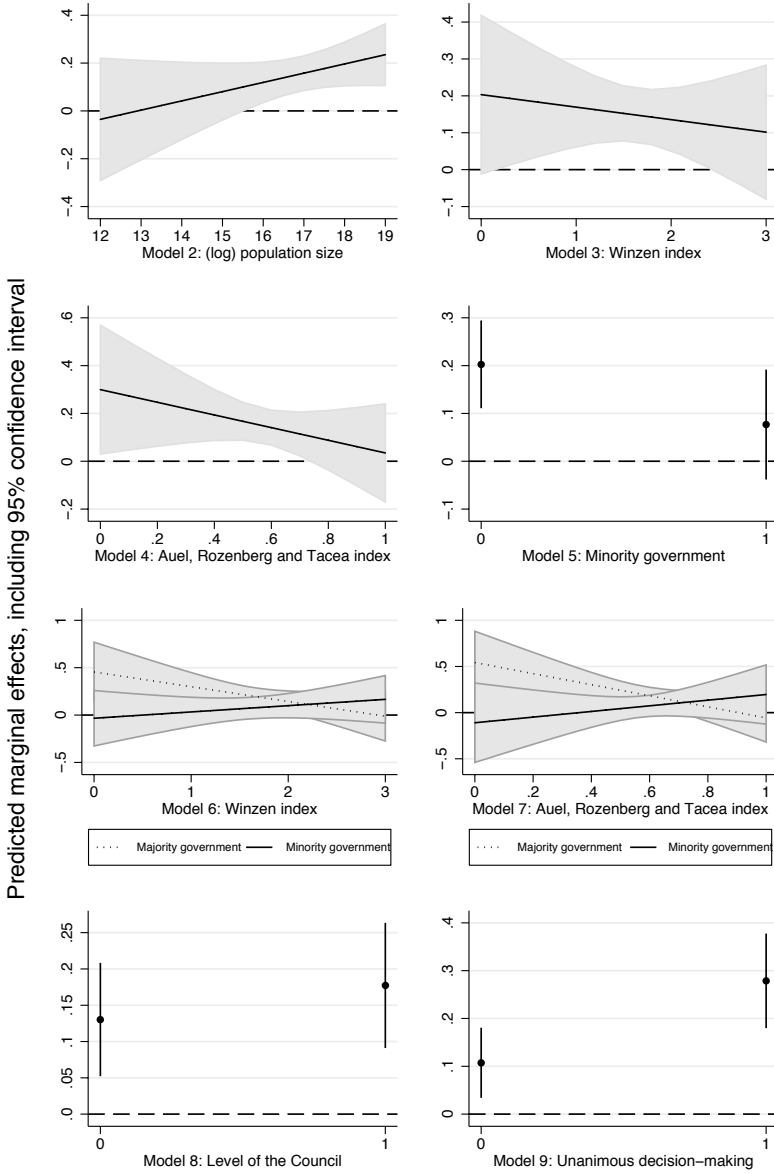 Predicted marginal effects, including 95% confidence interval
.4
.2
0
-.2
-.4
12 13 14 15 16 17 18 19
Model 2: (log) population size
.4
.3
.2
.1
0
-.1
0 1 2 3
Model 3: Winzen index
.6
.4
.2
0
-.2
0 .2 .4 .6 .8 1
Model 4: Auel, Rozenberg and Tacea index
.3
.2
.1
0
-.1
0 1
Model 5: Minority government
1
.5
0
-.5
0 1 2 3
Model 6: Winzen index
Majority government Minority government
1
.5
0
-.5
0 .2 .4 .6 .8 1
Model 7: Auel, Rozenberg and Tacea index
Majority government Minority government
.25
.2
.15
.1
.05
.0
0 1
Model 8: Level of the Council
.4
.3
.2
.1
0
0 1
Model 9: Unanimous decision−making